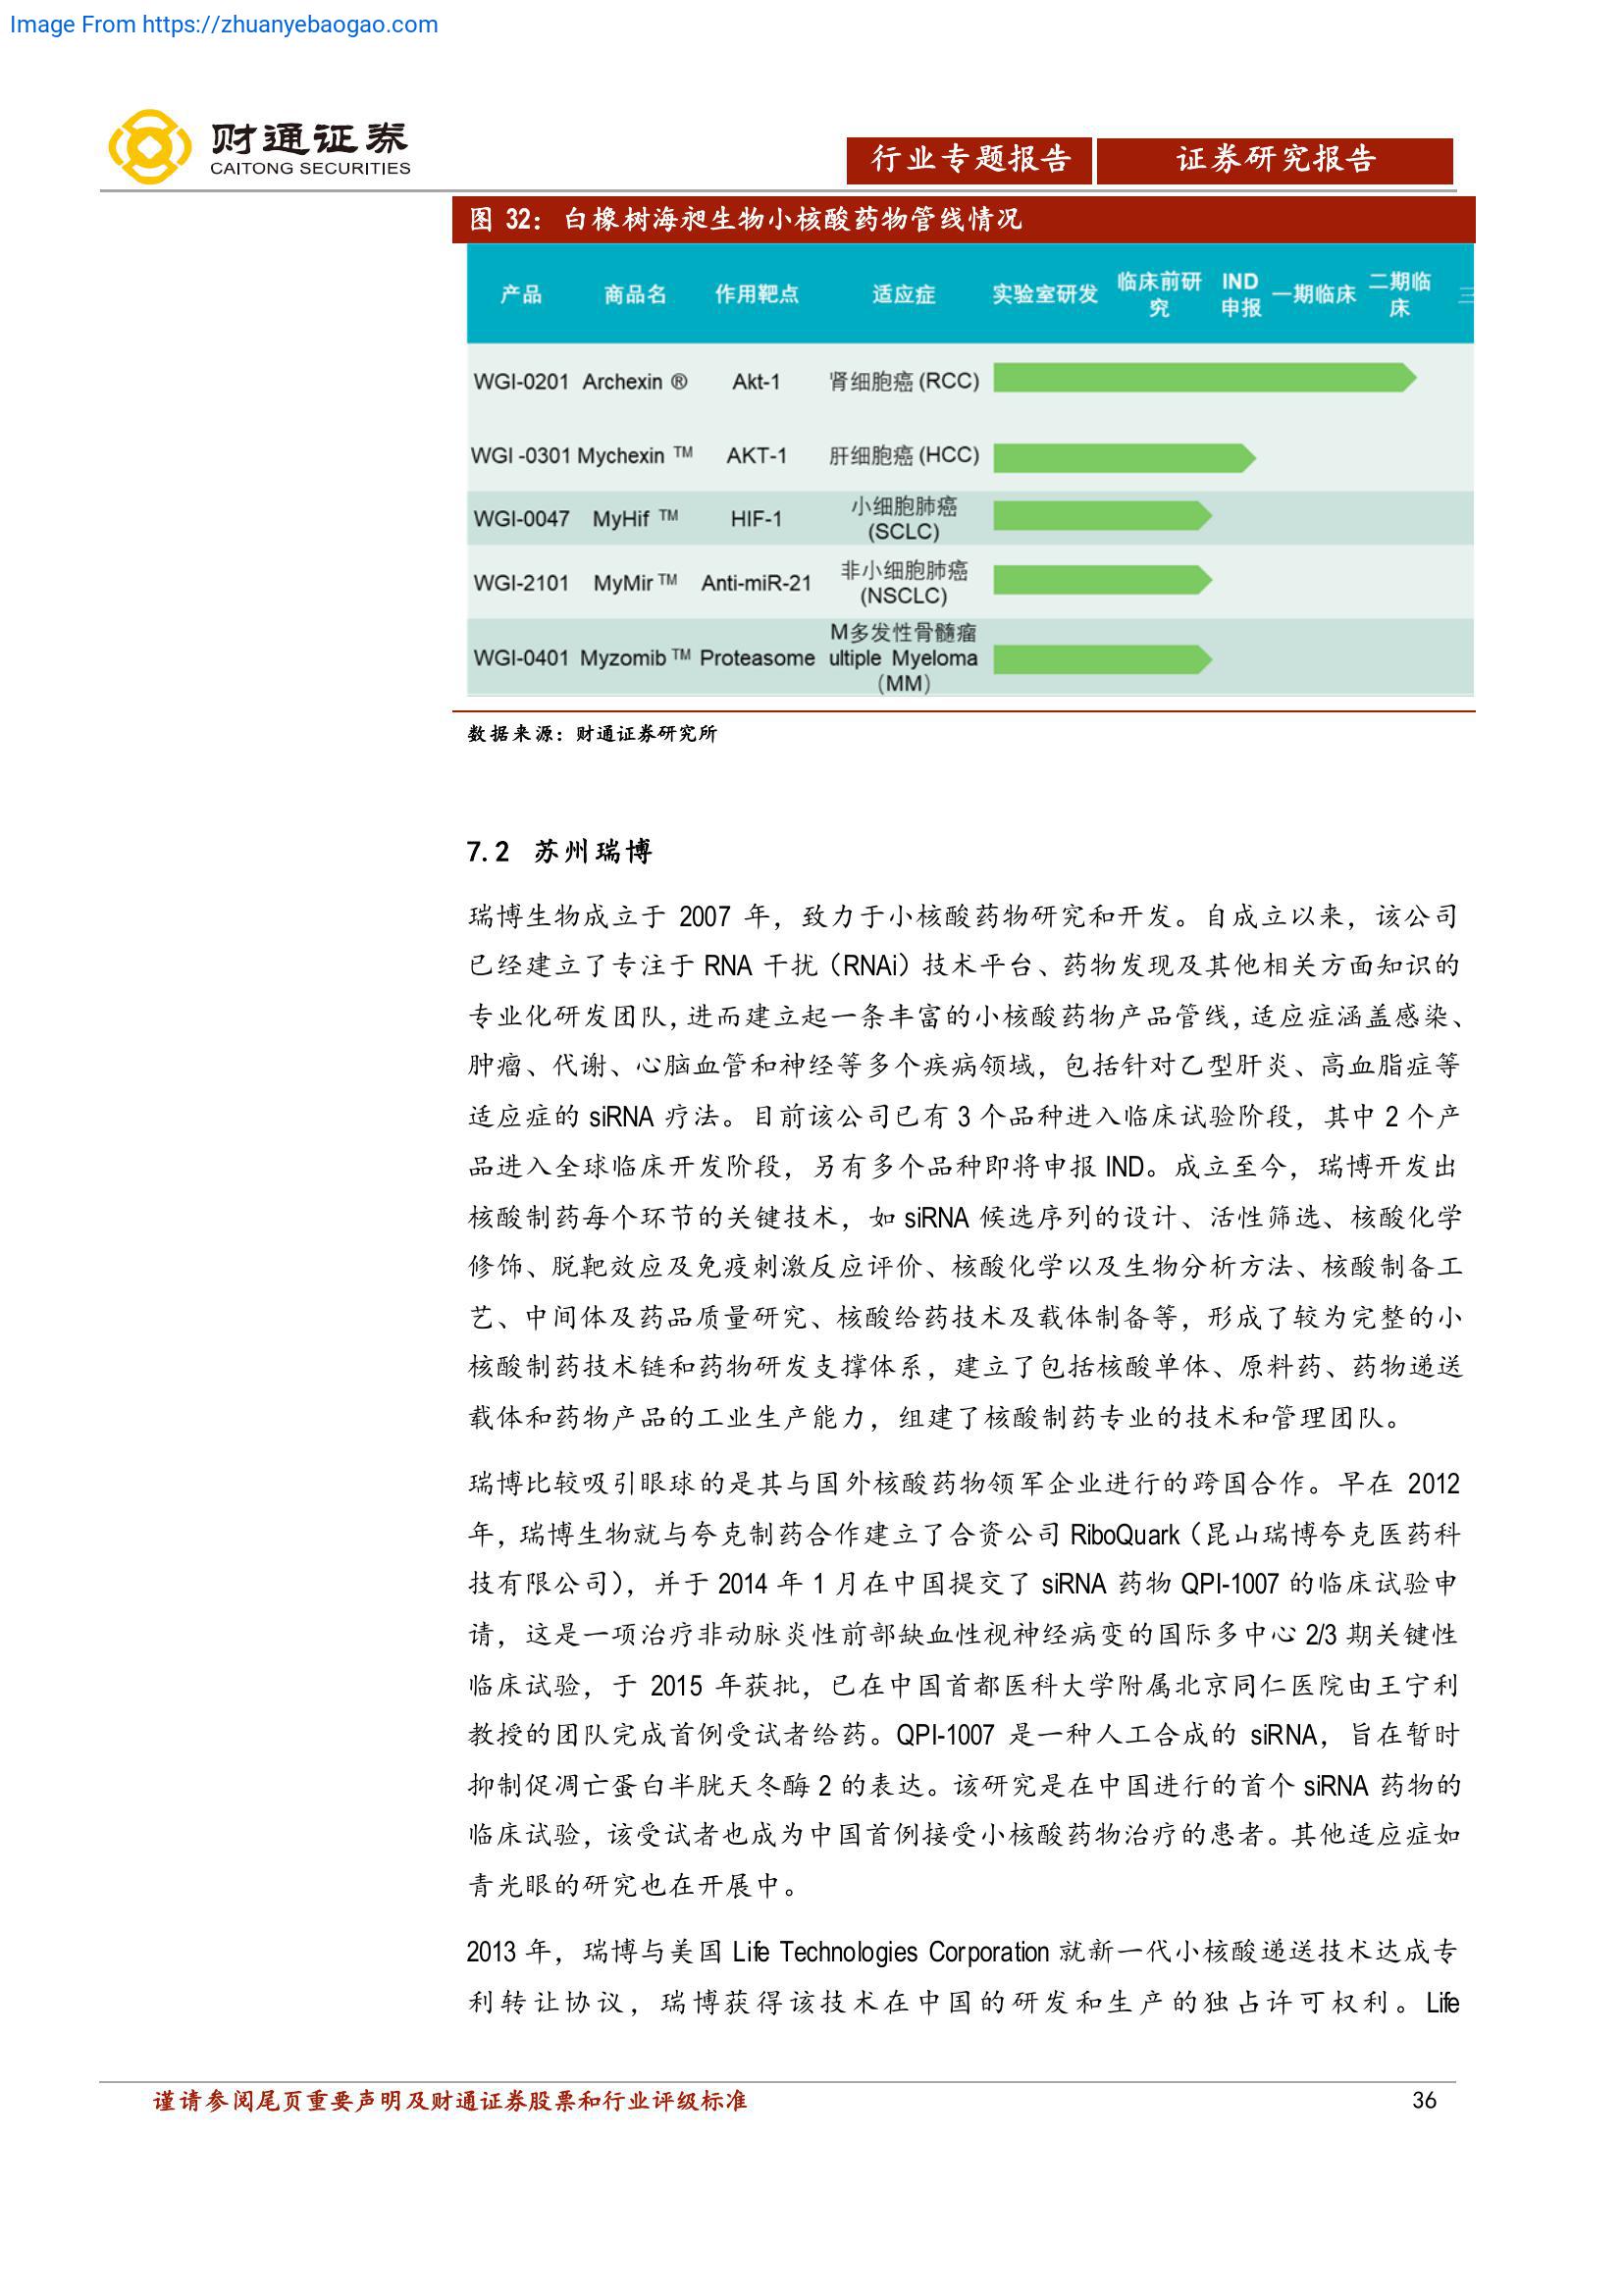 Image From https://zhuanyebaogao.com
财通证券
CAITONG SECURITIES
行业专题报告 证券研究报告
图 32：白橡树海昶生物小核酸药物管线情况
产品 商品名 作用靶点 适应症 实验室研发 临床前研究 IND申报 一期临床 二期临床 三
WGI-0201 Archexin ® Akt-1 肾细胞癌 (RCC)
WGI -0301 Mychexin TM AKT-1 肝细胞癌 (HCC)
WGI-0047 MyHif TM HIF-1 小细胞肺癌 (SCLC)
WGI-2101 MyMir TM Anti-miR-21 非小细胞肺癌 (NSCLC)
WGI-0401 Myzomib TM Proteasome M多发性骨髓瘤 ultiple Myeloma （MM）
数据来源：财通证券研究所
7.2 苏州瑞博
瑞博生物成立于 2007 年，致力于小核酸药物研究和开发。自成立以来，该公司
已经建立了专注于 RNA 干扰（RNAi）技术平台、药物发现及其他相关方面知识的
专业化研发团队，进而建立起一条丰富的小核酸药物产品管线，适应症涵盖感染、
肿瘤、代谢、心脑血管和神经等多个疾病领域，包括针对乙型肝炎、高血脂症等
适应症的 siRNA 疗法。目前该公司已有 3 个品种进入临床试验阶段，其中 2 个产
品进入全球临床开发阶段，另有多个品种即将申报 IND。成立至今，瑞博开发出
核酸制药每个环节的关键技术，如 siRNA 候选序列的设计、活性筛选、核酸化学
修饰、脱靶效应及免疫刺激反应评价、核酸化学以及生物分析方法、核酸制备工
艺、中间体及药品质量研究、核酸给药技术及载体制备等，形成了较为完整的小
核酸制药技术链和药物研发支撑体系，建立了包括核酸单体、原料药、药物递送
载体和药物产品的工业生产能力，组建了核酸制药专业的技术和管理团队。
瑞博比较吸引眼球的是其与国外核酸药物领军企业进行的跨国合作。早在 2012
年，瑞博生物就与夸克制药合作建立了合资公司 RiboQuark（昆山瑞博夸克医药科
技有限公司），并于 2014 年 1 月在中国提交了 siRNA 药物 QPI-1007 的临床试验申
请，这是一项治疗非动脉炎性前部缺血性视神经病变的国际多中心 2/3 期关键性
临床试验，于 2015 年获批，已在中国首都医科大学附属北京同仁医院由王宁利
教授的团队完成首例受试者给药。QPI-1007 是一种人工合成的 siRNA，旨在暂时
抑制促凋亡蛋白半胱天冬酶 2 的表达。该研究是在中国进行的首个 siRNA 药物的
临床试验，该受试者也成为中国首例接受小核酸药物治疗的患者。其他适应症如
青光眼的研究也在开展中。
2013 年，瑞博与美国 Life Technologies Corporation 就新一代小核酸递送技术达成专
利转让协议，瑞博获得该技术在中国的研发和生产的独占许可权利。Life
谨请参阅尾页重要声明及财通证券股票和行业评级标准 36